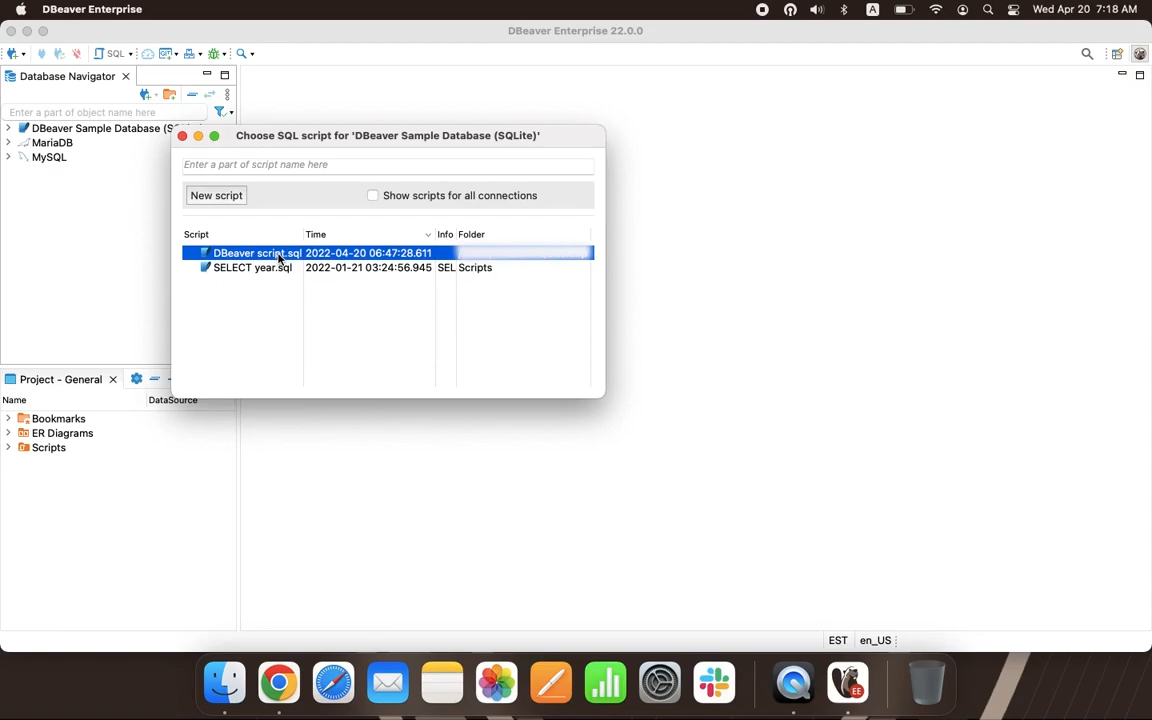 DBeaver Enterprise
A
Wed Apr 20 7:18 AM
DBeaver Enterprise 22.0.0
SQL
Database Navigator
Enter a part of object name here
DBeaver Sample Database (S
MariaDB
MySQL
Choose SQL script for 'DBeaver Sample Database (SQLite)'
Enter a part of script name here
New script
Show scripts for all connections
Script Time Info Folder
DBeaver script.sql 2022-04-20 06:47:28.611
SELECT year.sql 2022-01-21 03:24:56.945 SEL Scripts
Project - General
Name DataSource
Bookmarks
ER Diagrams
Scripts
EST en_US
EE